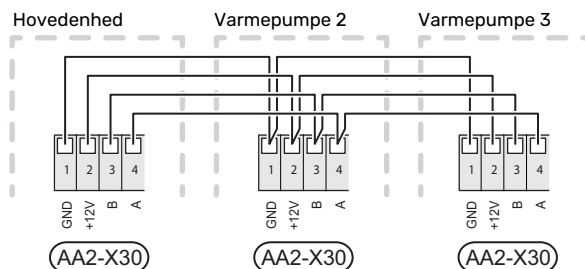 Hovedenhed Varmepumpe 2 Varmepumpe 3
1 2 3 4 1 2 3 4 1 2 3 4
GND +12V B A GND +12V B A GND +12V B A
AA2-X30 AA2-X30 AA2-X30